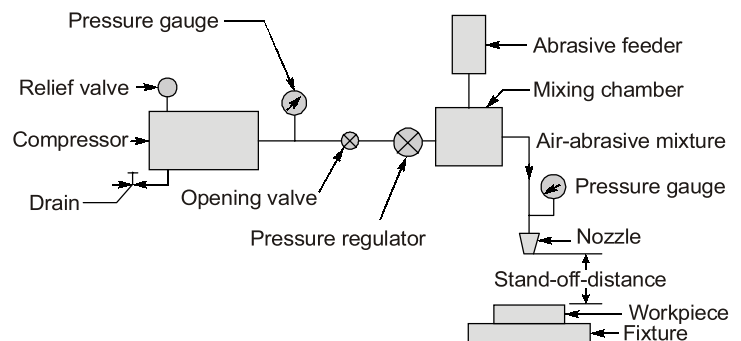 Pressure gauge
Abrasive feeder
Relief valve
Mixing chamber
Compressor
Air-abrasive mixture
Opening valve
Pressure gauge
Drain
Pressure regulator
Nozzle
Stand-off-distance
Workpiece
Fixture